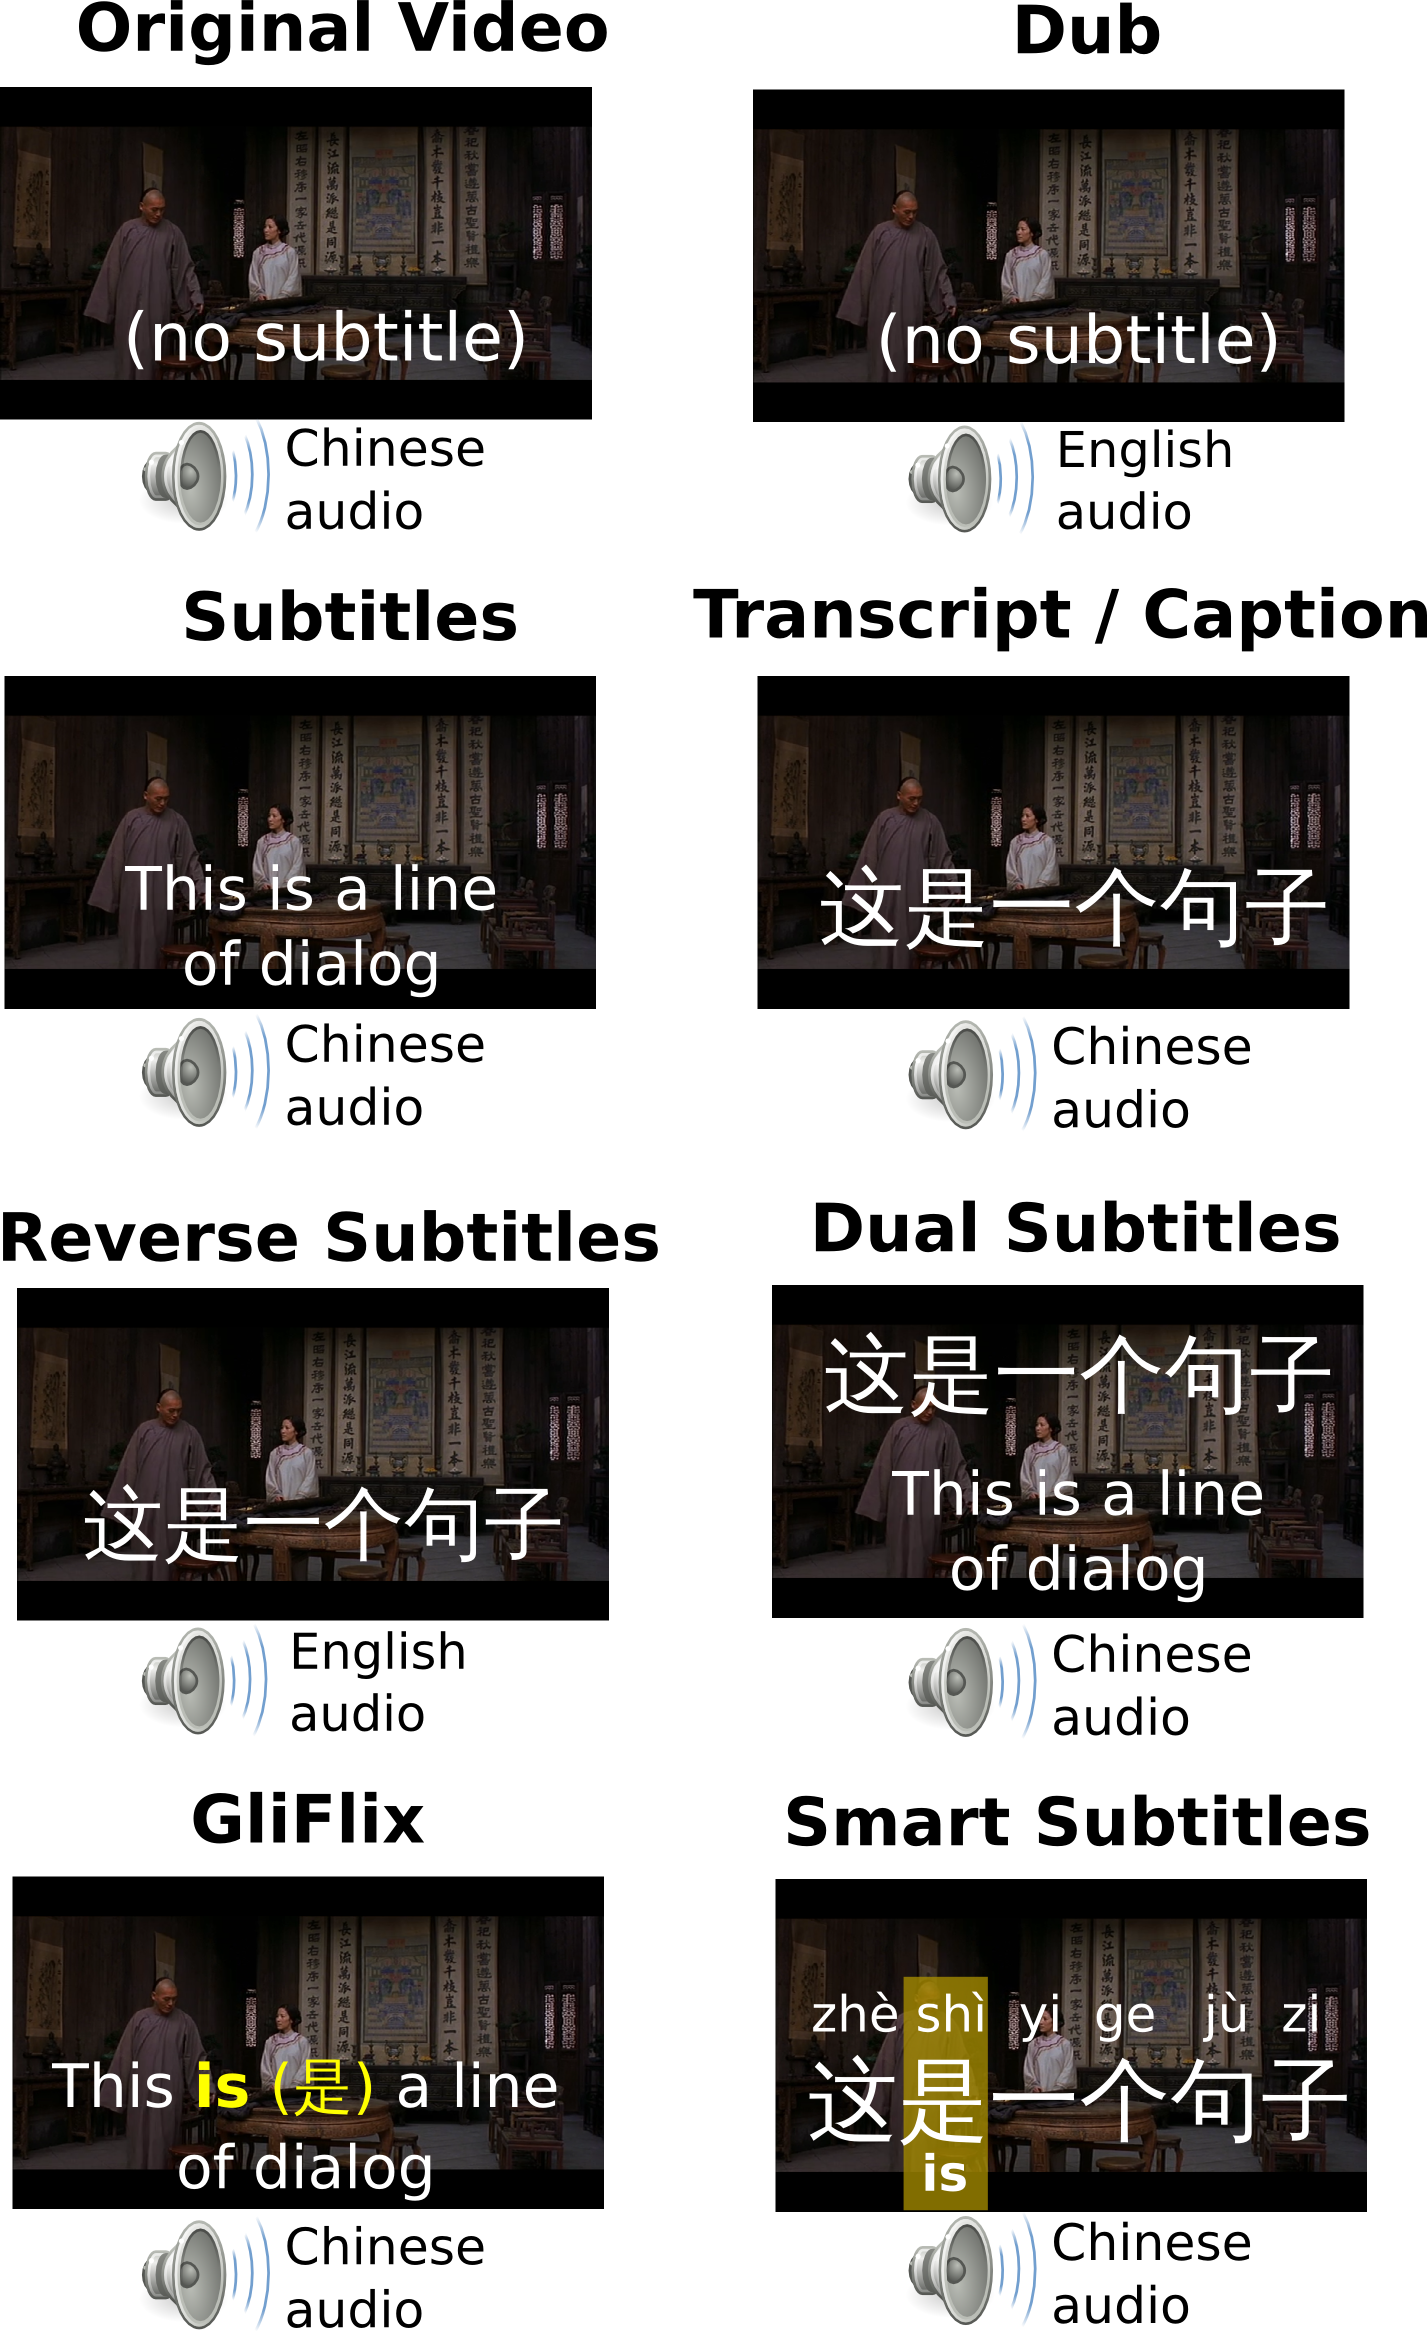 Original Video
Dub
(no subtitle)
(no subtitle)
Chinese
audio
English
audio
Subtitles
Transcript / Caption
This is a line
of dialog
这是一个句子
Chinese
audio
Chinese
audio
Reverse Subtitles
Dual Subtitles
这是一个句子
这是一个句子
This is a line
of dialog
English
audio
Chinese
audio
GliFlix
Smart Subtitles
This is (是) a line
of dialog
zhè shì yi ge jù zi
这是一个句子
is
Chinese
audio
Chinese
audio